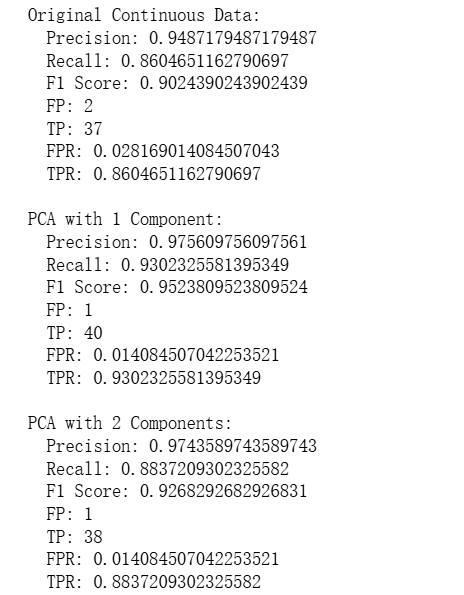 Original Continuous Data:
Precision: 0.9487179487179487
Recall: 0.8604651162790697
F1 Score: 0.9024390243902439
FP: 2
TP: 37
FPR: 0.028169014084507043
TPR: 0.8604651162790697
PCA with 1 Component:
Precision: 0.975609756097561
Recall: 0.9302325581395349
F1 Score: 0.9523809523809524
FP: 1
TP: 40
FPR: 0.014084507042253521
TPR: 0.9302325581395349
PCA with 2 Components:
Precision: 0.9743589743589743
Recall: 0.8837209302325582
F1 Score: 0.9268292682926831
FP: 1
TP: 38
FPR: 0.014084507042253521
TPR: 0.8837209302325582